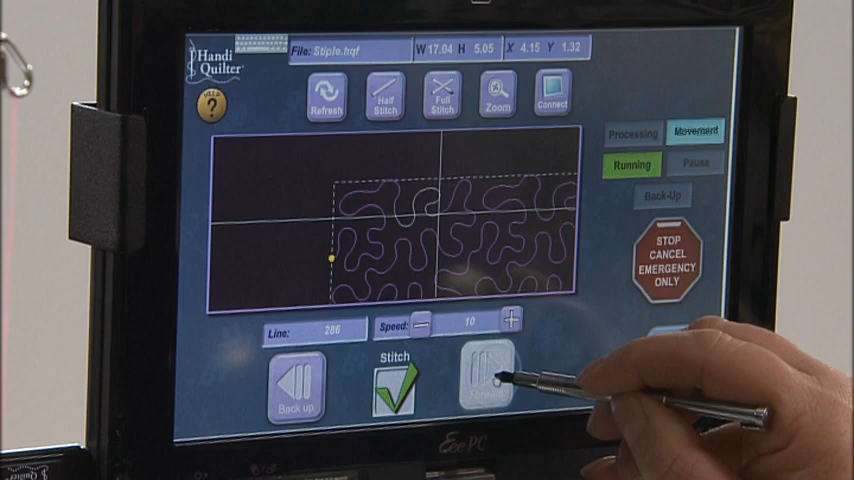 Handi
Quilter
HELP
?
File: Stiple.hqf
W 17.04 H 5.05
X 4.15 Y 1.32
Refresh
Half
Stitch
Full
Stitch
Zoom
Connect
Processing
Movement
Running
Pause
Back-Up
STOP
CANCEL
EMERGENCY
ONLY
Line: 286
Speed: 10
Stitch
Back up
Forward
Eee PC